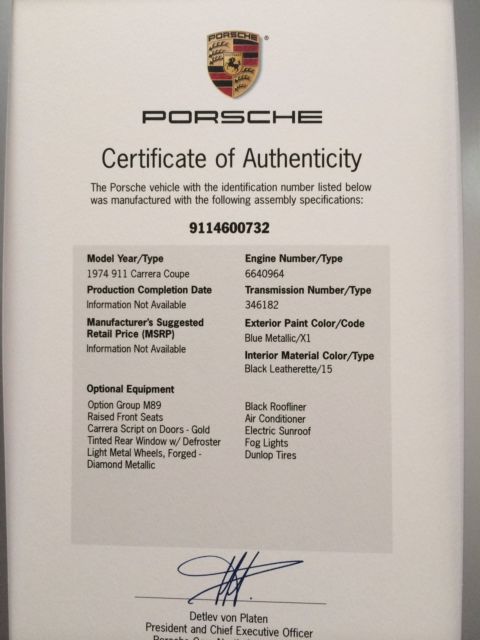 PORSCHE
PORSCHE
Certificate of Authenticity
The Porsche vehicle with the identification number listed below
was manufactured with the following assembly specifications:
9114600732
Model Year/Type
1974 911 Carrera Coupe
Production Completion Date
Information Not Available
Manufacturer's Suggested
Retail Price (MSRP)
Information Not Available
Engine Number/Type
6640964
Transmission Number/Type
346182
Exterior Paint Color/Code
Blue Metallic/X1
Interior Material Color/Type
Black Leatherette/15
Optional Equipment
Option Group M89
Raised Front Seats
Carrera Script on Doors - Gold
Tinted Rear Window w/ Defroster
Light Metal Wheels, Forged -
Diamond Metallic
Black Roofliner
Air Conditioner
Electric Sunroof
Fog Lights
Dunlop Tires
Detlev von Platen
President and Chief Executive Officer
Porsche Cars